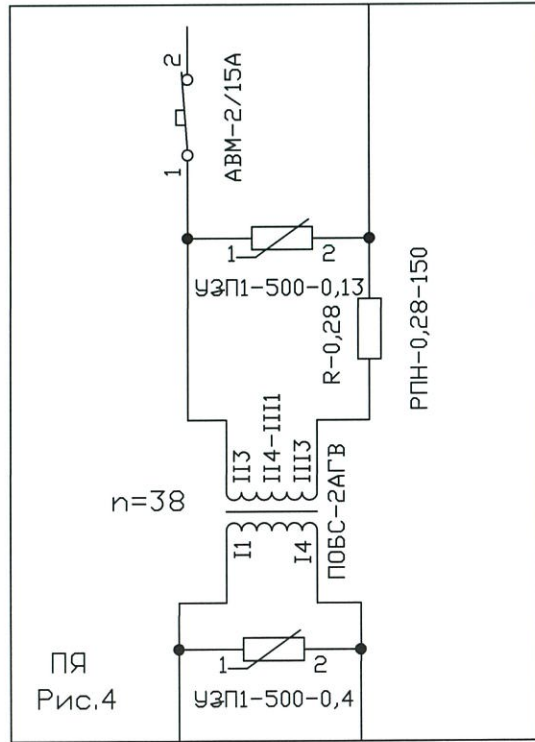 2
1
АВМ-2/15А
1
2
УЗП1-500-0,13
R-0,28
РПН-0,28-150
II3
II4-III1
III3
n=38
I1
I4
ПОБС-2АГВ
1
2
УЗП1-500-0,4
ПЯ
Рис.4